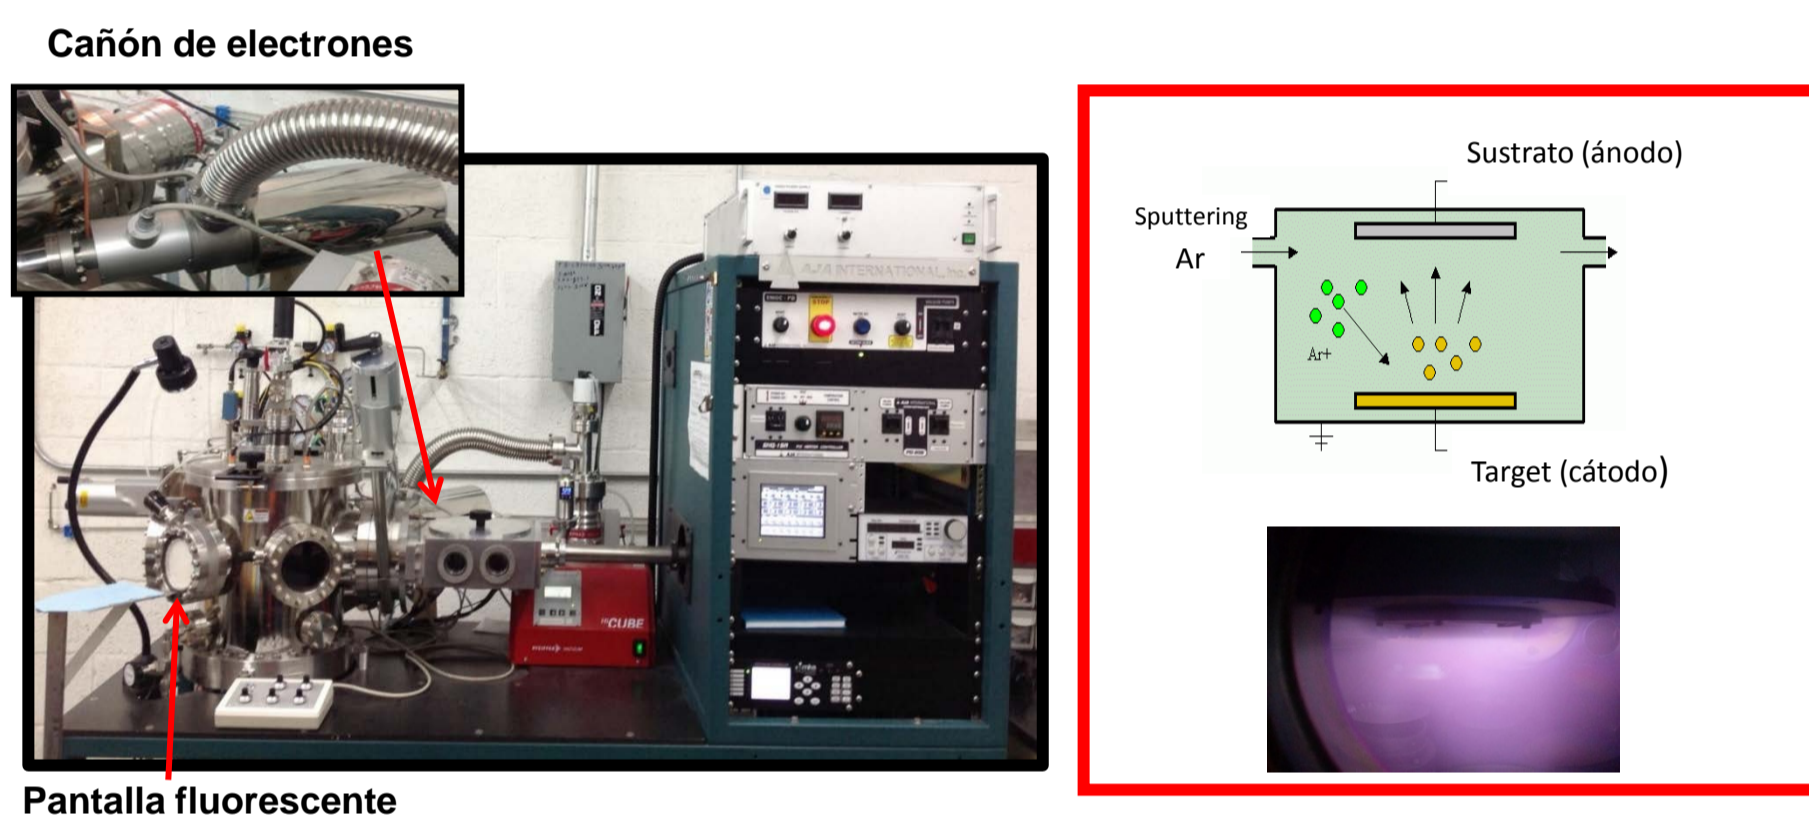 Cañón de electrones
Sustrato (ánodo)
Sputtering
Ar
Ar+
Target (cátodo)
AJA INTERNATIONAL, Inc.
STOP
CUBE
Pantalla fluorescente